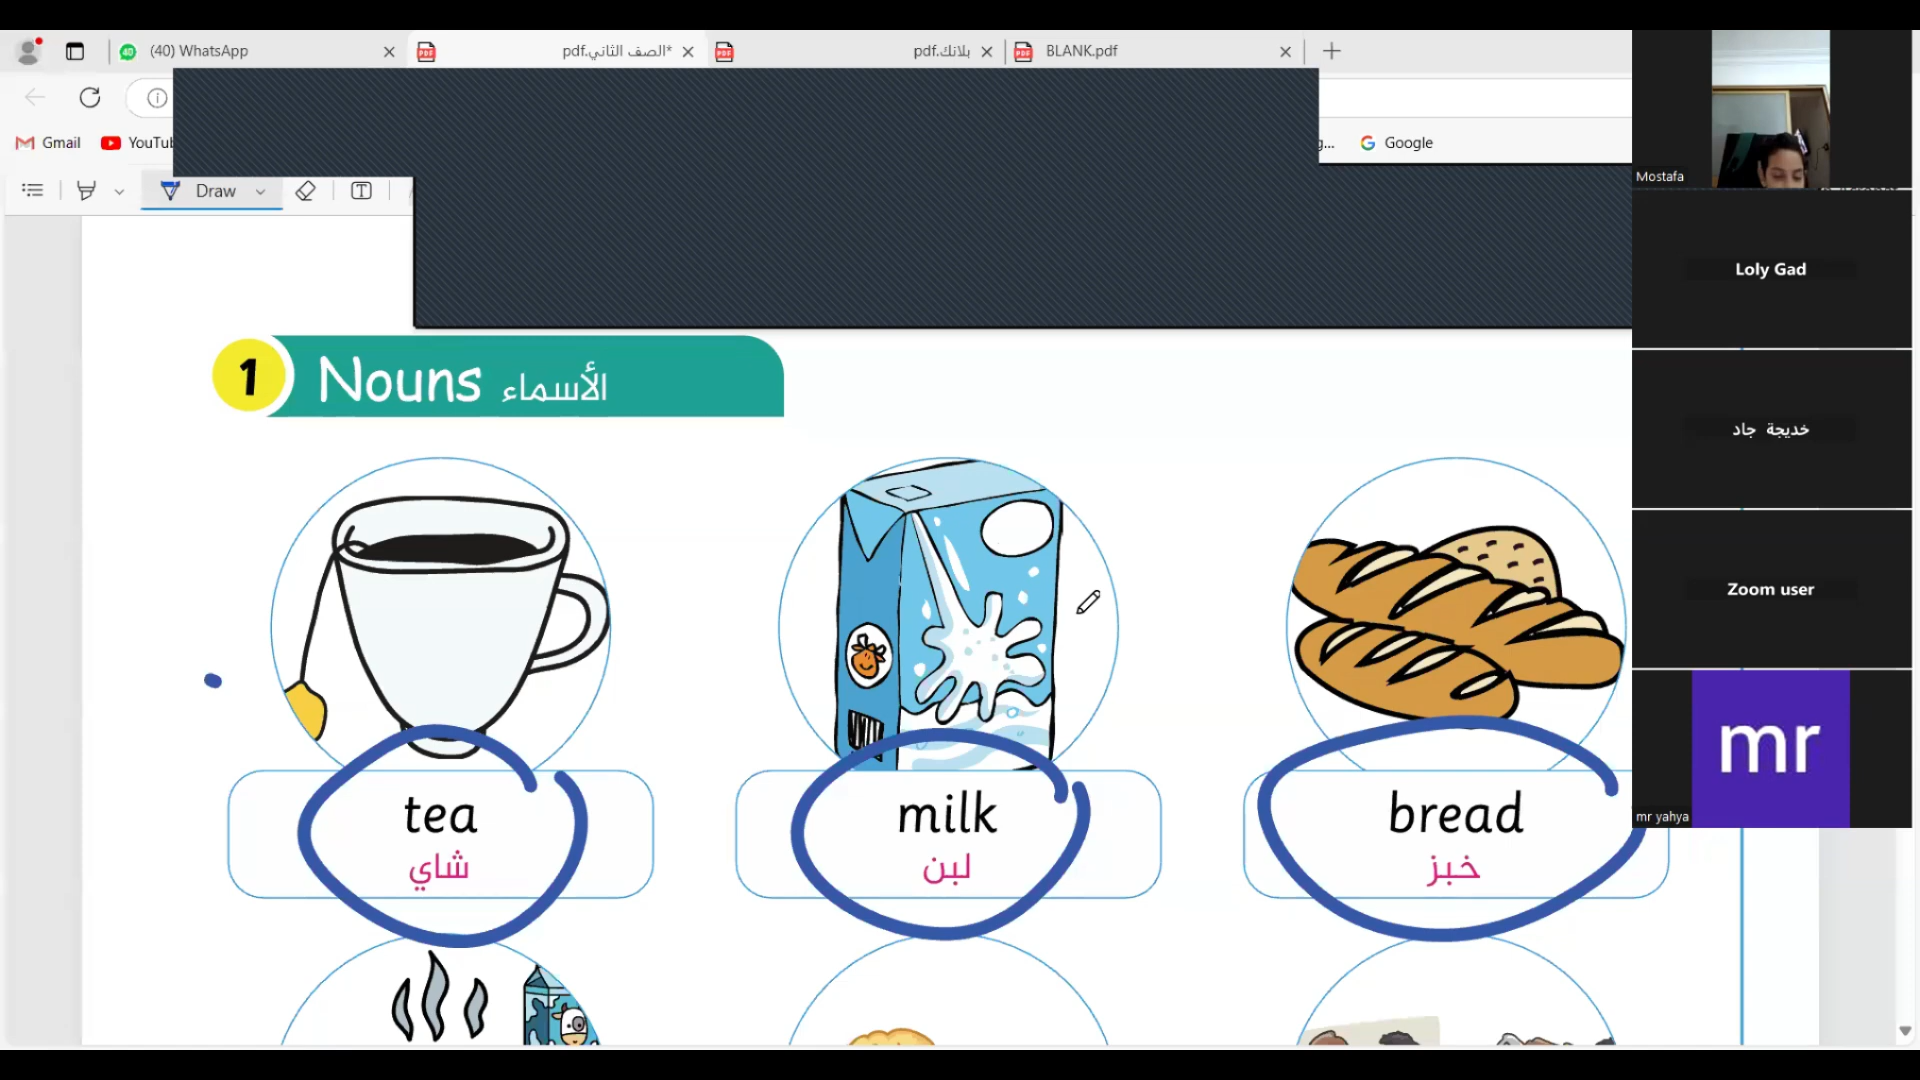 (40) WhatsApp
*الصف الثاني.pdf
بلانك.pdf
BLANK.pdf
Gmail
g...
Google
Draw
1 Nouns الأسماء
tea
شاي
milk
لبن
bread
خبز
Mostafa
Loly Gad
خديجة جاد
Zoom user
mr
mr yahya